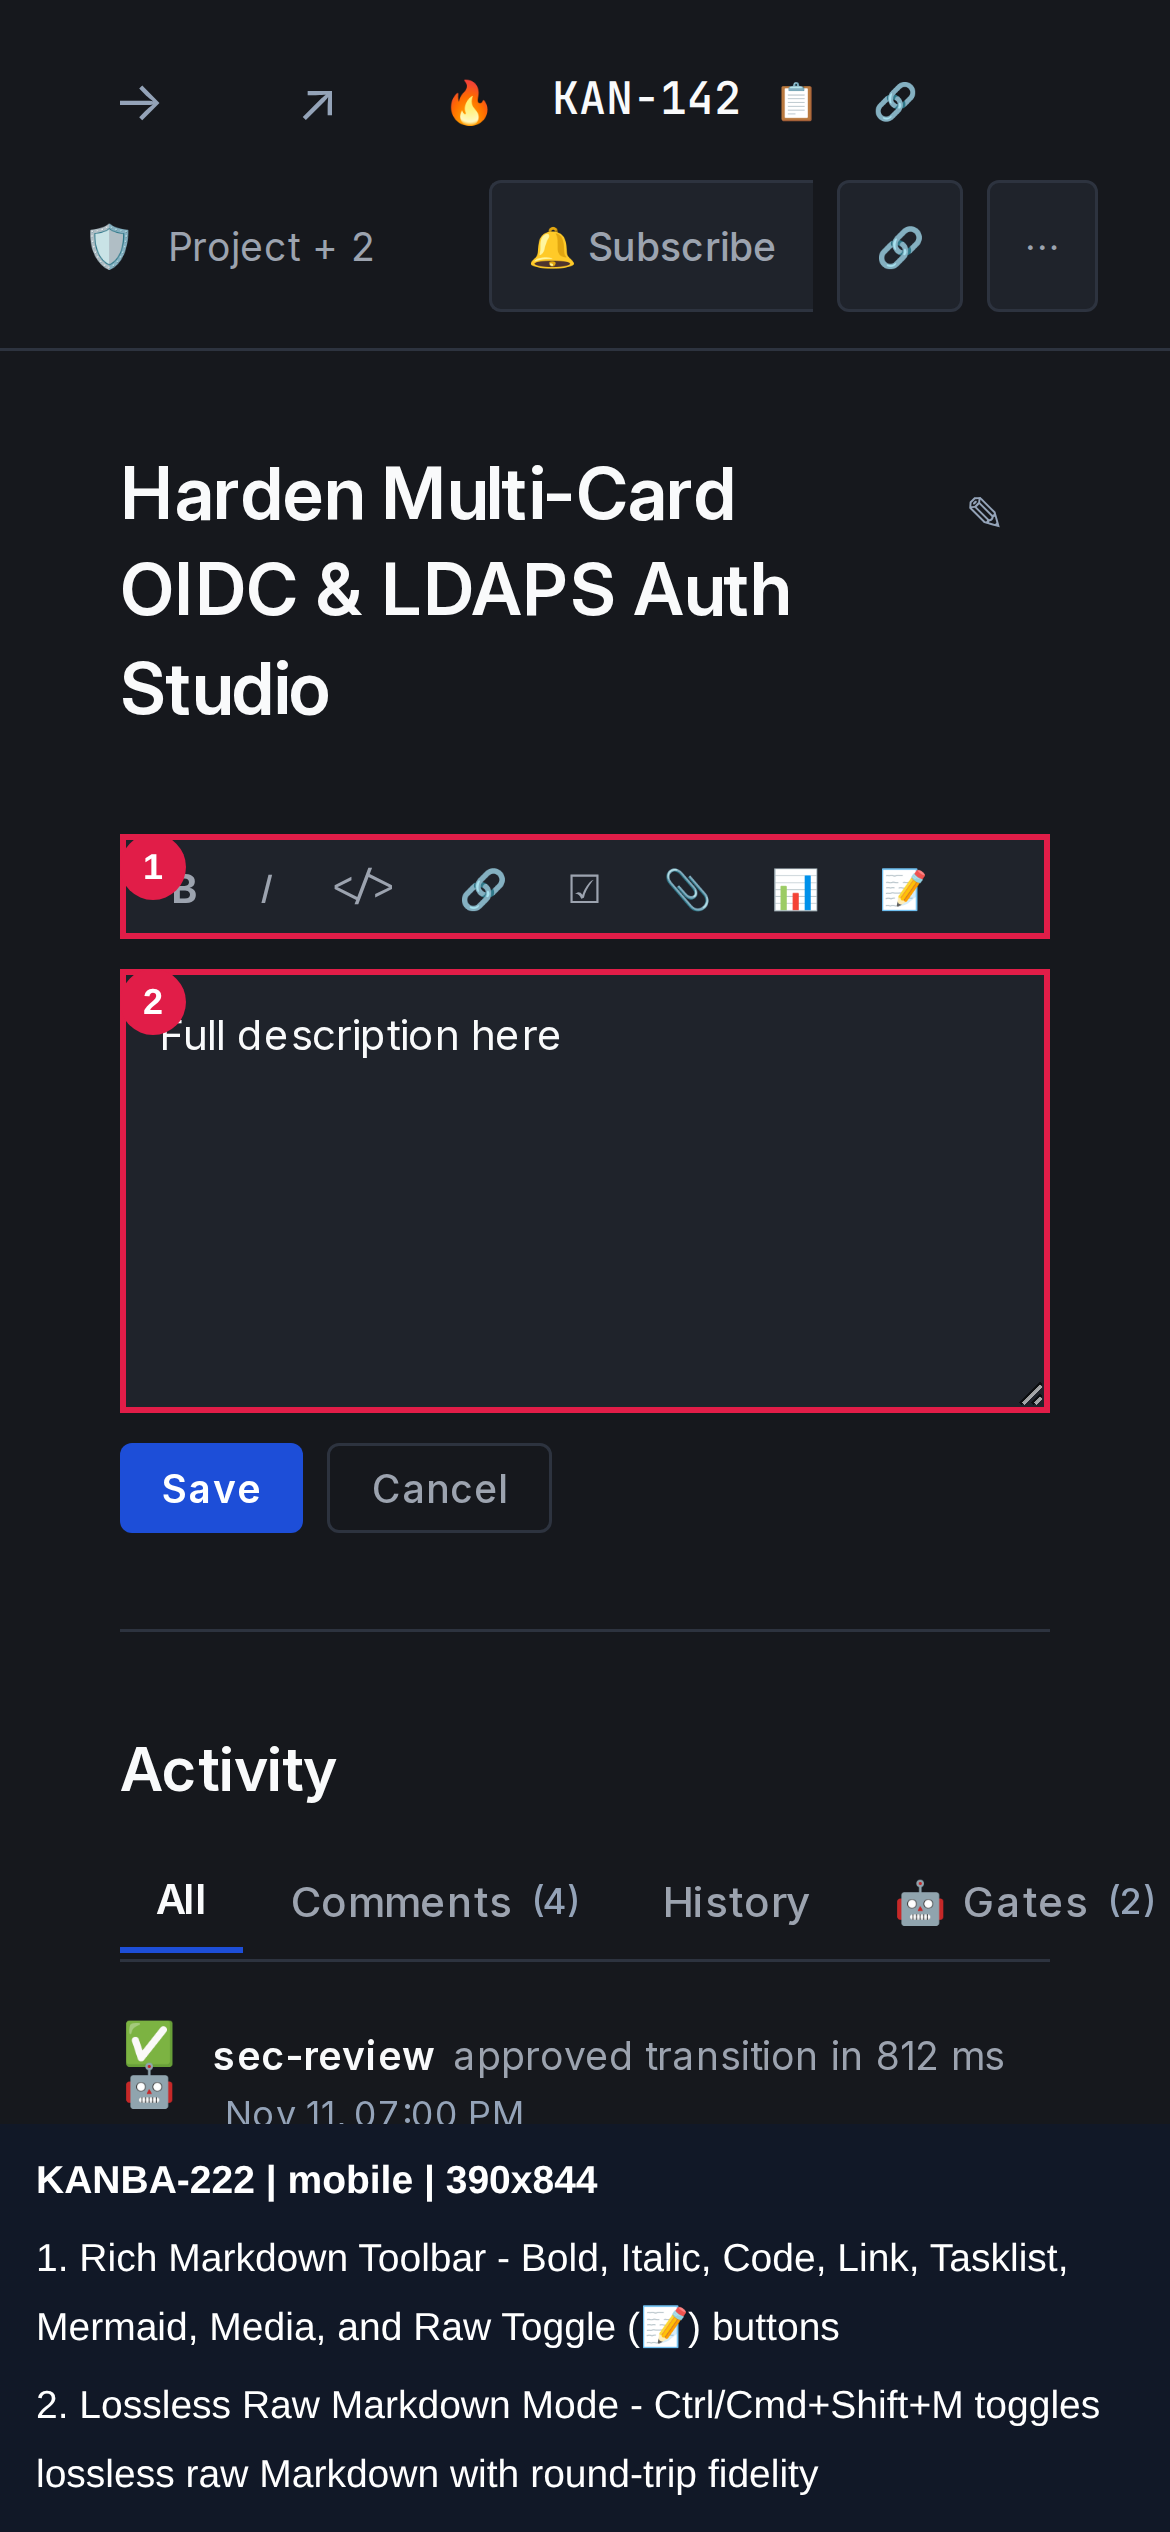 → ↗ 🔥 KAN-142 📋 🔗
🛡️ Project + 2 🔔 Subscribe 🔗 ···
Harden Multi-Card
OIDC & LDAPS Auth
Studio
✎
1
B I </> 🔗 ☑ 📎 📊 📝
2
Full description here
Save Cancel
Activity
All Comments (4) History 🤖 Gates (2)
✅ sec-review approved transition in 812 ms
🤖 Nov 11, 07:00 PM
KANBA-222 | mobile | 390x844
1. Rich Markdown Toolbar - Bold, Italic, Code, Link, Tasklist,
Mermaid, Media, and Raw Toggle (📝) buttons
2. Lossless Raw Markdown Mode - Ctrl/Cmd+Shift+M toggles
lossless raw Markdown with round-trip fidelity